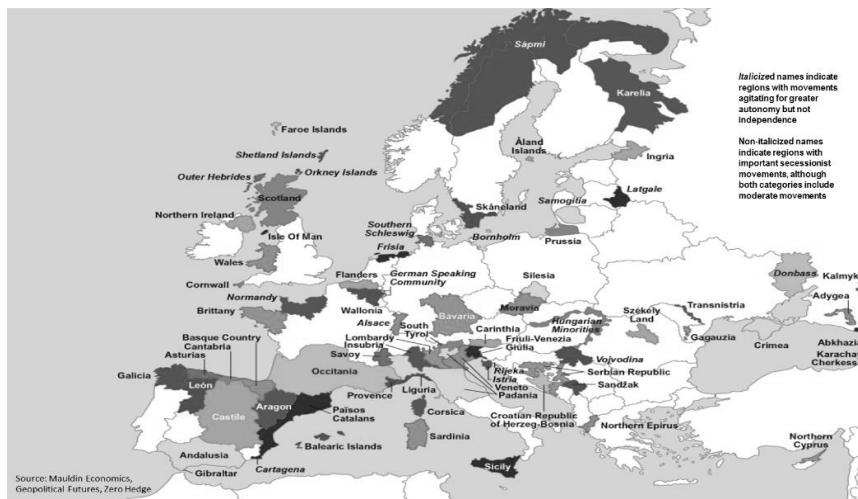 Sápmi
Karelia
Italicized names indicate
regions with movements
agitating for greater
autonomy but not
independence
Non-italicized names
indicate regions with
important secessionist
movements, although
both categories include
moderate movements
Faroe Islands
Shetland Islands
Orkney Islands
Outer Hebrides
Scotland
Northern Ireland
Isle Of Man
Wales
Cornwall
Åland
Islands
Ingria
Latgale
Samogitia
Skåneland
Southern
Schleswig
Bornholm
Prussia
Frisia
Flanders
German Speaking
Community
Normandy
Brittany
Wallonia
Alsace
Silesia
Moravia
Bavaria
Donbass
Kalmyk
Adygea
Transnistria
Székely
Land
Hungarian
Minorities
Gagauzia
Crimea
Abkhazi
Karachay
Cherkess
South
Tyrol
Carinthia
Friuli-Venezia
Giúlia
Lombardy
Insubria
Savoy
Basque Country
Cantabria
Asturias
Occitania
Galicia
León
Castile
Aragon
Provence
Liguria
Rijeka
Istria
Veneto
Padania
Vojvodina
Serbian Republic
Sandžak
Croatian Republic
of Herzeg-Bosnia
Northern Epirus
Northern
Cyprus
Països
Catalans
Corsica
Sardinia
Balearic Islands
Andalusia
Gibraltar
Cartagena
Sicily
Source: Mauldin Economics,
Geopolitical Futures, Zero Hedge